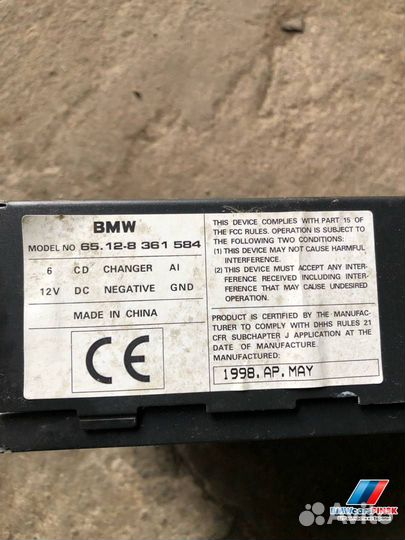 BMW
MODEL NO 65.12-8 361 584
6 CD CHANGER AI
12V DC NEGATIVE GND
MADE IN CHINA
CE
THIS DEVICE COMPLIES WITH PART 15 OF
THE FCC RULES. OPERATION IS SUBJECT TO
THE FOLLOWING TWO CONDITIONS:
(1) THIS DEVICE MAY NOT CAUSE HARMFUL
INTERFERENCE.
(2) THIS DEVICE MUST ACCEPT ANY INTER-
FERENCE RECEIVED INCLUDING INTER-
FERENCE THAT MAY CAUSE UNDESIRED
OPERATION.
PRODUCT IS CERTIFIED BY THE MANUFAC-
TURER TO COMPLY WITH DHHS RULES 21
CFR SUBCHAPTER J APPLICATION AT THE
DATE OF MANUFACTURE.
MANUFACTURED:
1998.AP.MAY
Avito